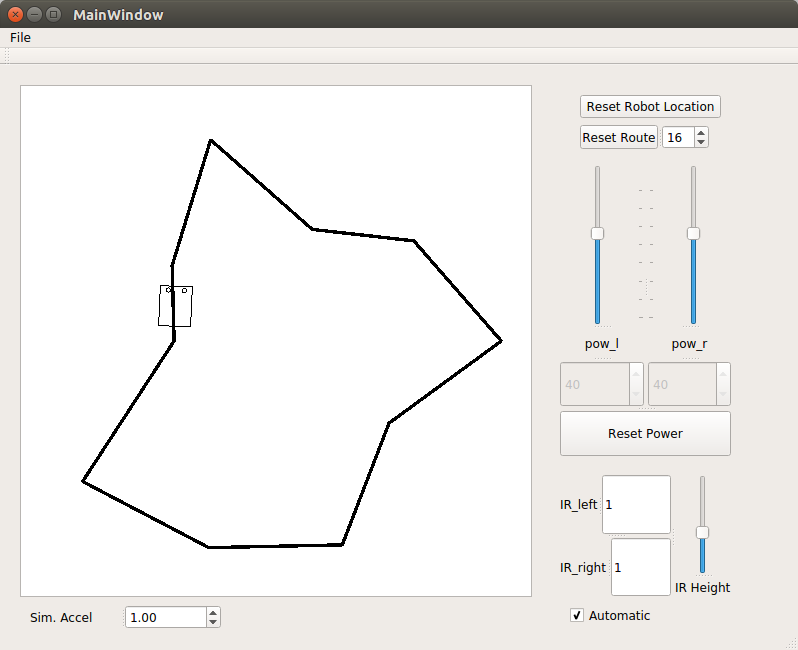 MainWindow
File
Reset Robot Location
Reset Route 16
pow_l pow_r
40 40
Reset Power
IR_left 1
IR_right 1
IR Height
Automatic
Sim. Accel 1.00